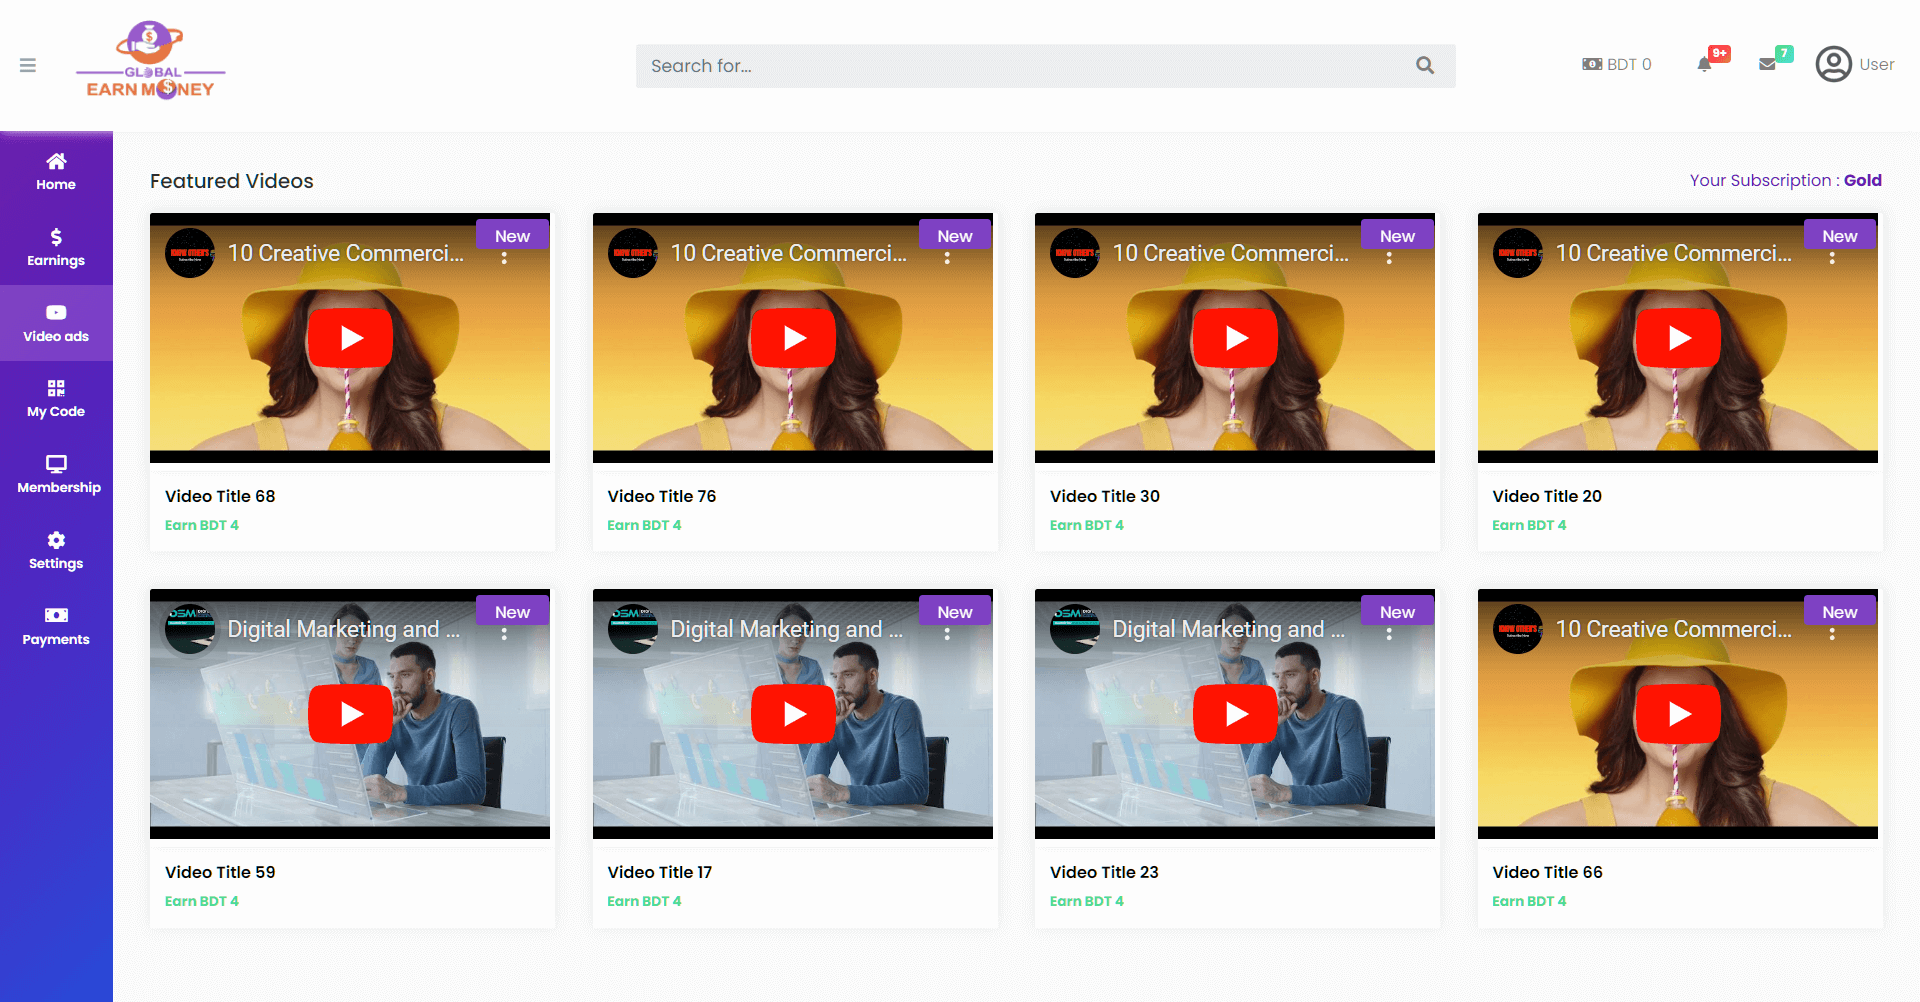 GLOBAL
EARN MONEY
Search for...
BDT 0
9+
7
User
Home
Earnings
Video ads
My Code
Membership
Settings
Payments
Featured Videos
Your Subscription : Gold
10 Creative Commerci...
New
10 Creative Commerci...
New
10 Creative Commerci...
New
10 Creative Commerci...
New
Video Title 68
Earn BDT 4
Video Title 76
Earn BDT 4
Video Title 30
Earn BDT 4
Video Title 20
Earn BDT 4
Digital Marketing and ...
New
Digital Marketing and ...
New
Digital Marketing and ...
New
10 Creative Commerci...
New
Video Title 59
Earn BDT 4
Video Title 17
Earn BDT 4
Video Title 23
Earn BDT 4
Video Title 66
Earn BDT 4